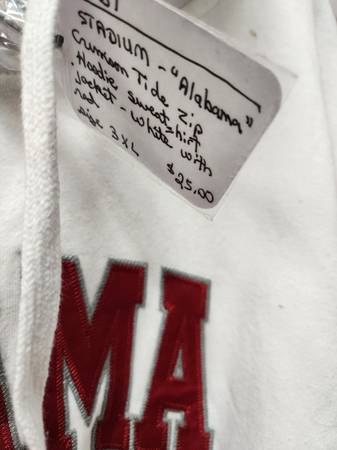 STADIUM - "Alabama"
Crimson Tide Zip
Hoodie sweatshirt
Jacket - white with
red
size 3XL $25.00
MA